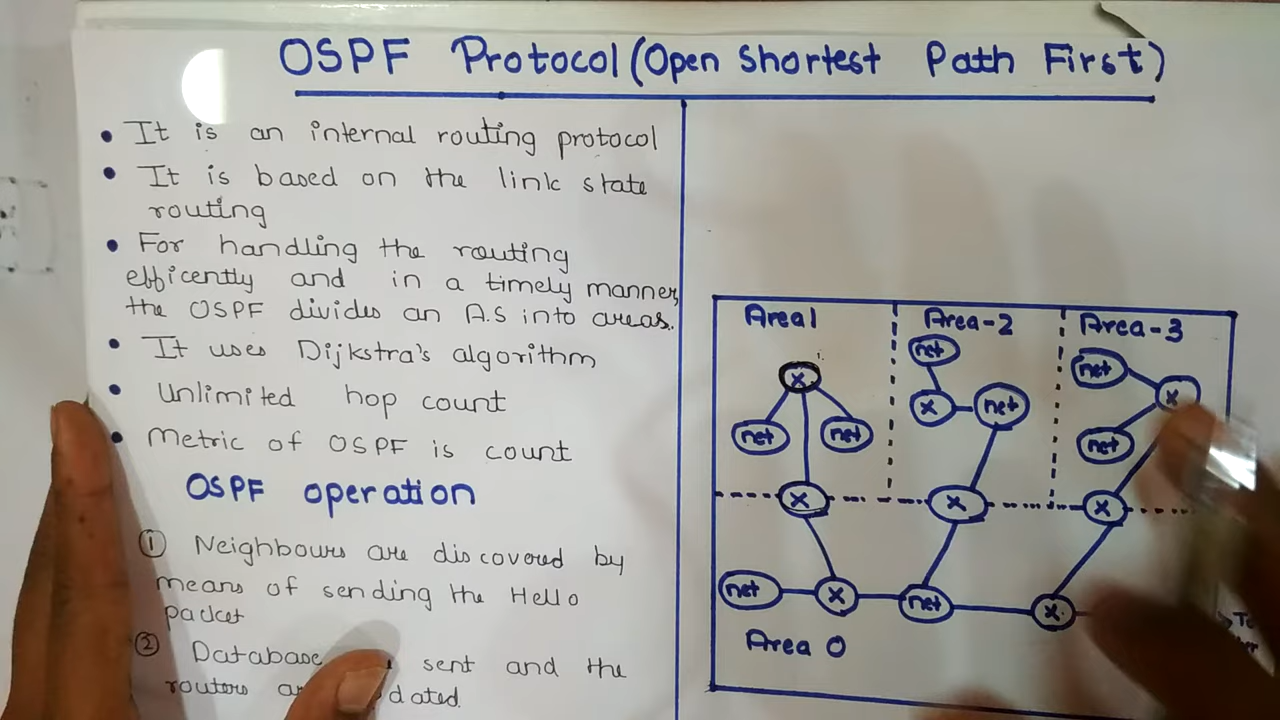 OSPF Protocol (Open Shortest Path First)
• It is an internal routing protocol
• It is based on the link state
routing
• For handling the routing
efficently and in a timely manner,
the OSPF divides an A.S into areas.
• It uses Dijkstra's algorithm
• Unlimited hop count
• Metric of OSPF is count
OSPF operation
① Neighbours are discovered by
means of sending the Hello
packet
② Database sent and the
routers
Area 1 Area-2 Area-3
net
net
x
x
x net
net net
net
x x x
net x net x
To
Area 0